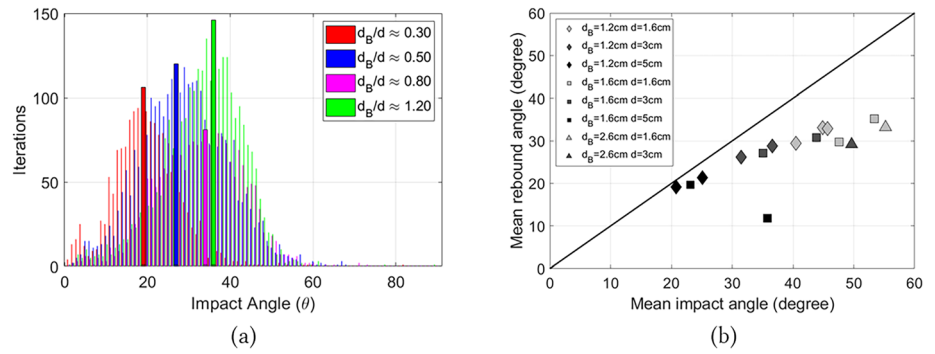 150
100
50
0
0
20
40
60
80
Iterations
Impact Angle (θ)
d_B/d ≈ 0.30
d_B/d ≈ 0.50
d_B/d ≈ 0.80
d_B/d ≈ 1.20
(a)
60
50
40
30
20
10
0
0
10
20
30
40
50
60
Mean rebound angle (degree)
Mean impact angle (degree)
d_B=1.2cm d=1.6cm
d_B=1.2cm d=3cm
d_B=1.2cm d=5cm
d_B=1.6cm d=1.6cm
d_B=1.6cm d=3cm
d_B=1.6cm d=5cm
d_B=2.6cm d=1.6cm
d_B=2.6cm d=3cm
(b)